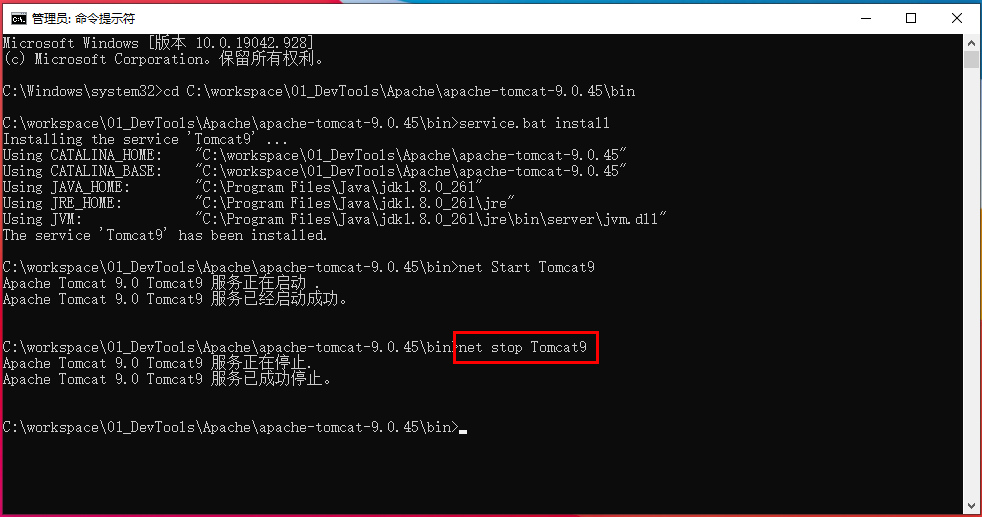 管理员: 命令提示符
Microsoft Windows [版本 10.0.19042.928]
(c) Microsoft Corporation。保留所有权利。
C:\Windows\system32>cd C:\workspace\01_DevTools\Apache\apache-tomcat-9.0.45\bin
C:\workspace\01_DevTools\Apache\apache-tomcat-9.0.45\bin>service.bat install
Installing the service 'Tomcat9' ...
Using CATALINA_HOME:    "C:\workspace\01_DevTools\Apache\apache-tomcat-9.0.45"
Using CATALINA_BASE:    "C:\workspace\01_DevTools\Apache\apache-tomcat-9.0.45"
Using JAVA_HOME:        "C:\Program Files\Java\jdk1.8.0_261"
Using JRE_HOME:         "C:\Program Files\Java\jdk1.8.0_261\jre"
Using JVM:              "C:\Program Files\Java\jdk1.8.0_261\jre\bin\server\jvm.dll"
The service 'Tomcat9' has been installed.
C:\workspace\01_DevTools\Apache\apache-tomcat-9.0.45\bin>net Start Tomcat9
Apache Tomcat 9.0 Tomcat9 服务正在启动 .
Apache Tomcat 9.0 Tomcat9 服务已经启动成功。
C:\workspace\01_DevTools\Apache\apache-tomcat-9.0.45\bin>net stop Tomcat9
Apache Tomcat 9.0 Tomcat9 服务正在停止.
Apache Tomcat 9.0 Tomcat9 服务已成功停止。
C:\workspace\01_DevTools\Apache\apache-tomcat-9.0.45\bin>